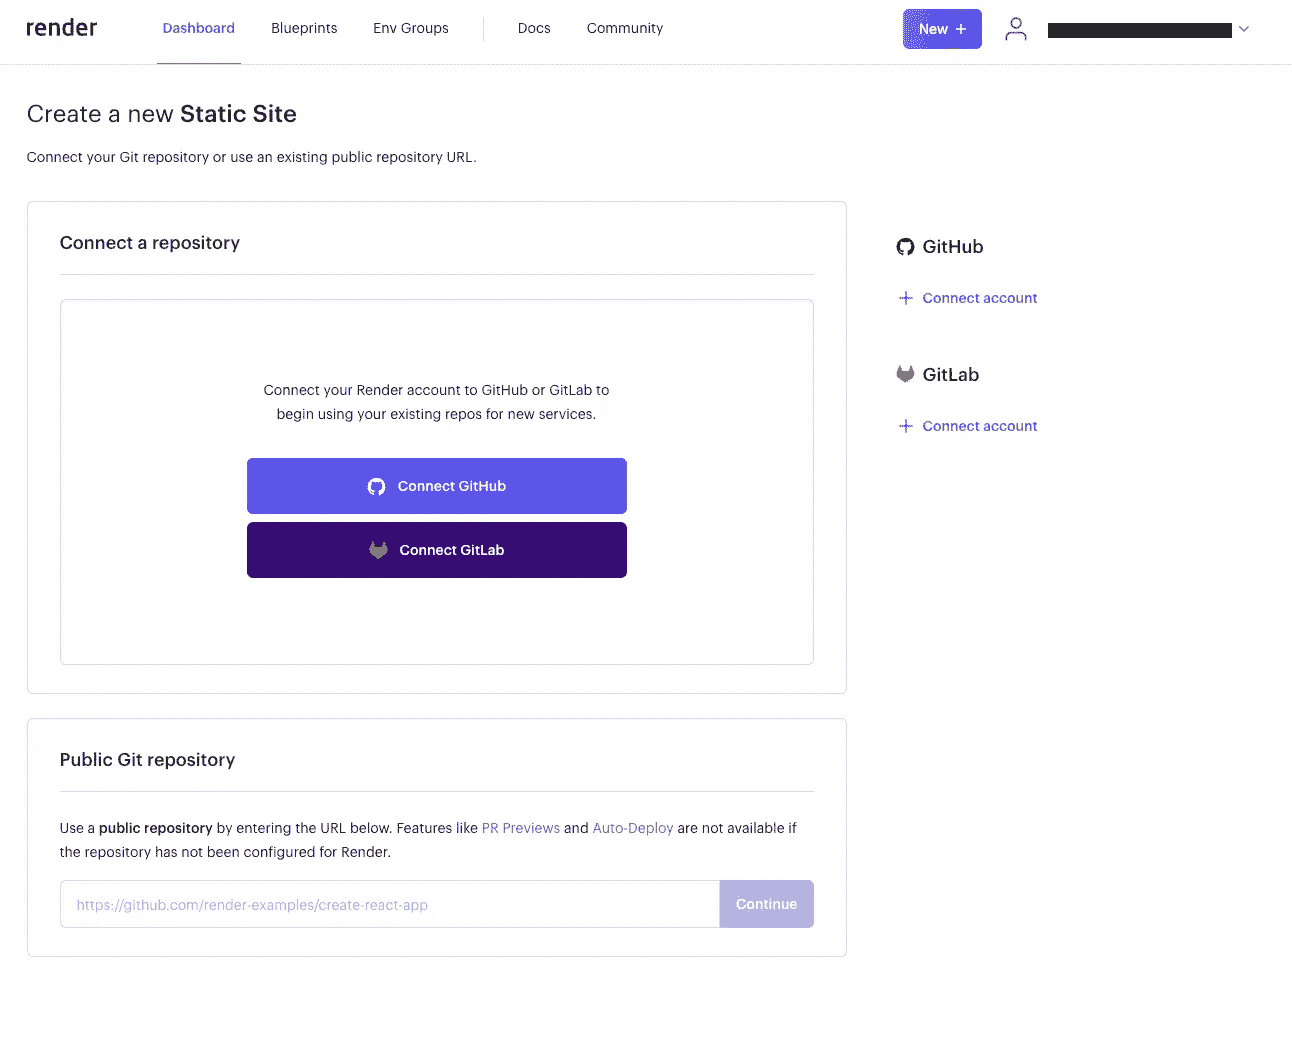 render
Dashboard
Blueprints
Env Groups
Docs
Community
New +
Create a new Static Site
Connect your Git repository or use an existing public repository URL.
Connect a repository
Connect your Render account to GitHub or GitLab to
begin using your existing repos for new services.
Connect GitHub
Connect GitLab
GitHub
+ Connect account
GitLab
+ Connect account
Public Git repository
Use a public repository by entering the URL below. Features like PR Previews and Auto-Deploy are not available if
the repository has not been configured for Render.
https://github.com/render-examples/create-react-app
Continue